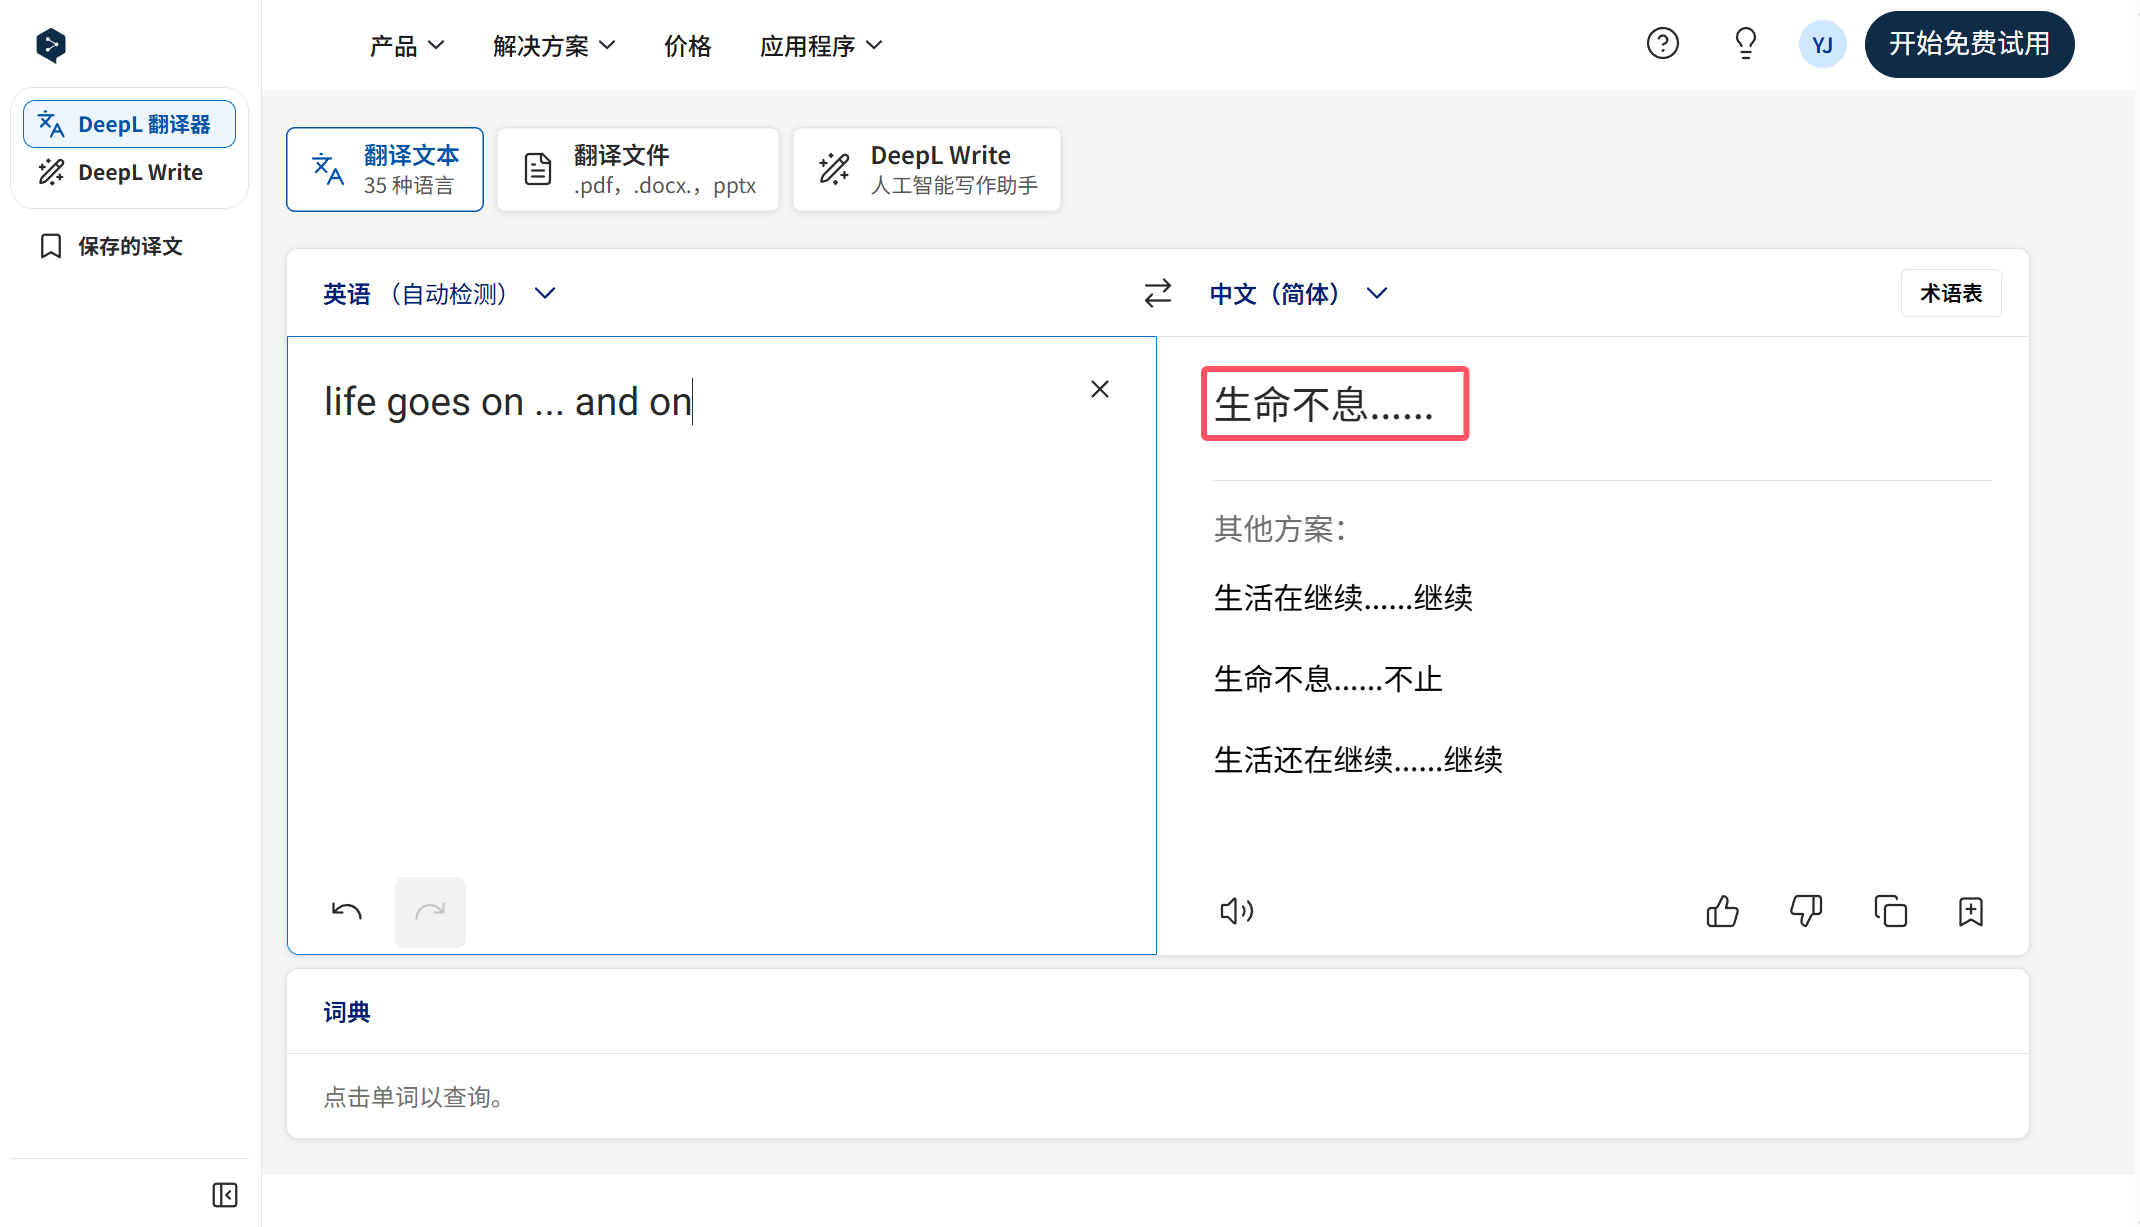 产品
解决方案
价格
应用程序
YJ
开始免费试用
DeepL 翻译器
DeepL Write
保存的译文
翻译文本
35 种语言
翻译文件
.pdf，.docx.，pptx
DeepL Write
人工智能写作助手
英语 （自动检测）
中文（简体）
术语表
life goes on ... and on
生命不息......
其他方案：
生活在继续......继续
生命不息......不止
生活还在继续......继续
词典
点击单词以查询。